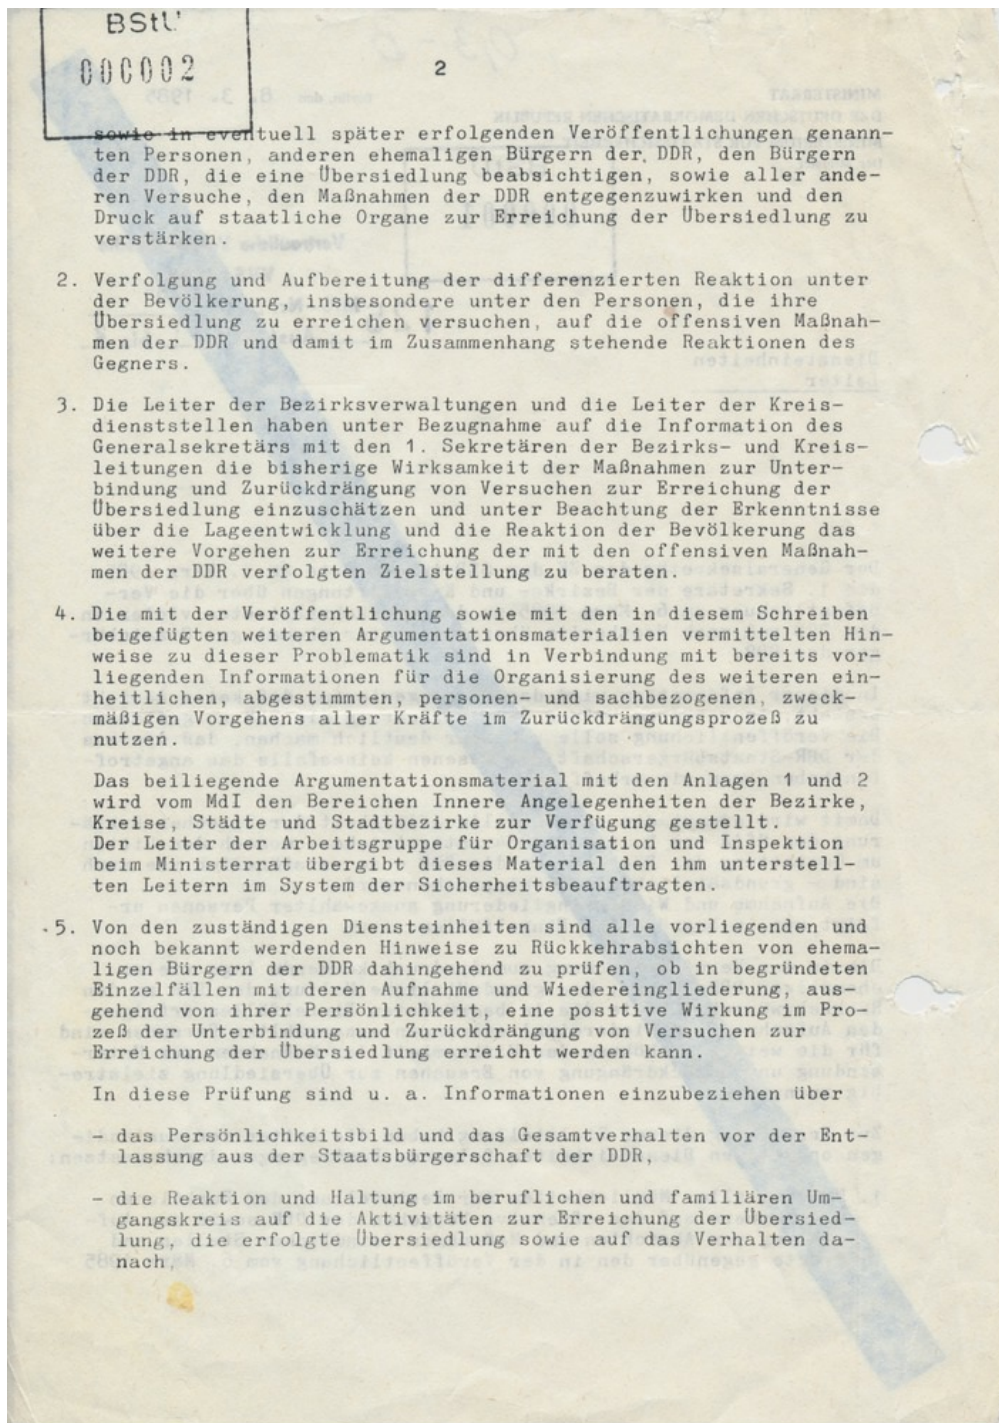 BStU
000002
2
sowie in eventuell später erfolgenden Veröffentlichungen genann-
ten Personen, anderen ehemaligen Bürgern der DDR, den Bürgern
der DDR, die eine Übersiedlung beabsichtigen, sowie aller ande-
ren Versuche, den Maßnahmen der DDR entgegenzuwirken und den
Druck auf staatliche Organe zur Erreichung der Übersiedlung zu
verstärken.
2. Verfolgung und Aufbereitung der differenzierten Reaktion unter
der Bevölkerung, insbesondere unter den Personen, die ihre
Übersiedlung zu erreichen versuchen, auf die offensiven Maßnah-
men der DDR und damit im Zusammenhang stehende Reaktionen des
Gegners.
3. Die Leiter der Bezirksverwaltungen und die Leiter der Kreis-
dienststellen haben unter Bezugnahme auf die Information des
Generalsekretärs mit den 1. Sekretären der Bezirks- und Kreis-
leitungen die bisherige Wirksamkeit der Maßnahmen zur Unter-
bindung und Zurückdrängung von Versuchen zur Erreichung der
Übersiedlung einzuschätzen und unter Beachtung der Erkenntnisse
über die Lageentwicklung und die Reaktion der Bevölkerung das
weitere Vorgehen zur Erreichung der mit den offensiven Maßnah-
men der DDR verfolgten Zielstellung zu beraten.
4. Die mit der Veröffentlichung sowie mit den in diesem Schreiben
beigefügten weiteren Argumentationsmaterialien vermittelten Hin-
weise zu dieser Problematik sind in Verbindung mit bereits vor-
liegenden Informationen für die Organisierung des weiteren ein-
heitlichen, abgestimmten, personen- und sachbezogenen, zweck-
mäßigen Vorgehens aller Kräfte im Zurückdrängungsprozeß zu
nutzen.
Das beiliegende Argumentationsmaterial mit den Anlagen 1 und 2
wird vom MdI den Bereichen Innere Angelegenheiten der Bezirke,
Kreise, Städte und Stadtbezirke zur Verfügung gestellt.
Der Leiter der Arbeitsgruppe für Organisation und Inspektion
beim Ministerrat übergibt dieses Material den ihm unterstell-
ten Leitern im System der Sicherheitsbeauftragten.
5. Von den zuständigen Diensteinheiten sind alle vorliegenden und
noch bekannt werdenden Hinweise zu Rückkehrabsichten von ehema-
ligen Bürgern der DDR dahingehend zu prüfen, ob in begründeten
Einzelfällen mit deren Aufnahme und Wiedereingliederung, aus-
gehend von ihrer Persönlichkeit, eine positive Wirkung im Pro-
zeß der Unterbindung und Zurückdrängung von Versuchen zur
Erreichung der Übersiedlung erreicht werden kann.
In diese Prüfung sind u. a. Informationen einzubeziehen über
- das Persönlichkeitsbild und das Gesamtverhalten vor der Ent-
lassung aus der Staatsbürgerschaft der DDR,
- die Reaktion und Haltung im beruflichen und familiären Um-
gangskreis auf die Aktivitäten zur Erreichung der Übersied-
lung, die erfolgte Übersiedlung sowie auf das Verhalten da-
nach,